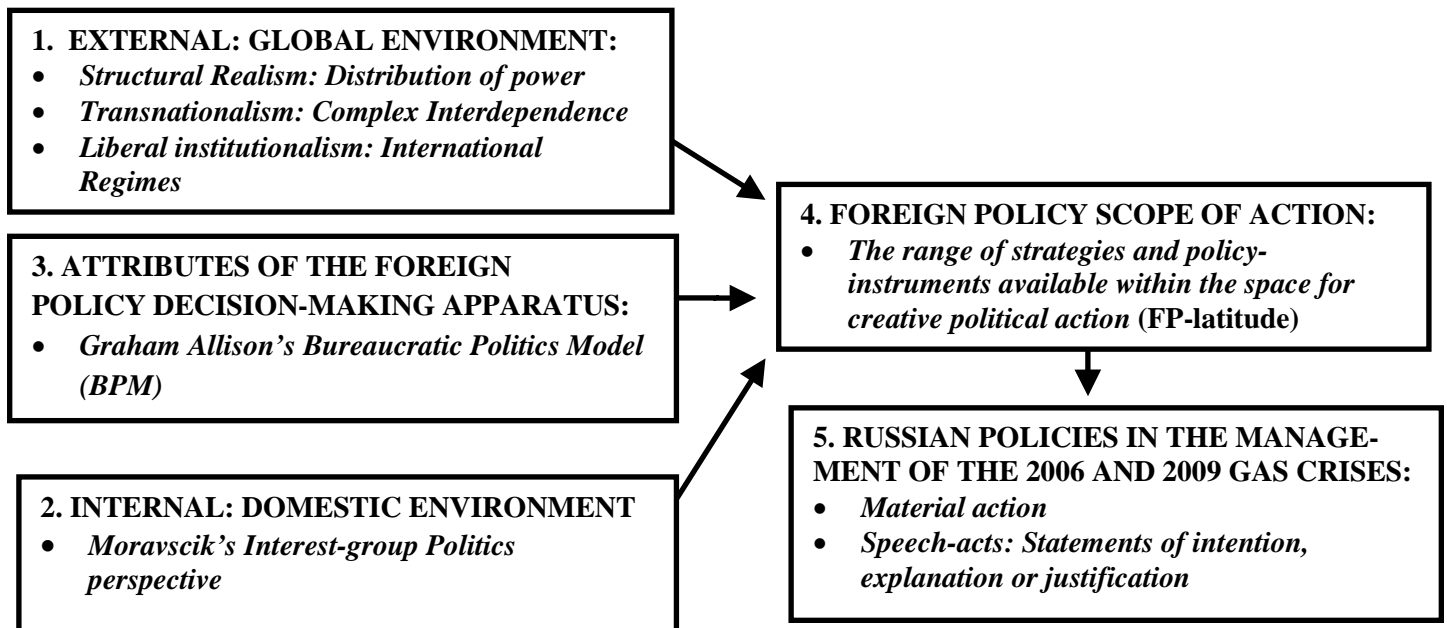 1. EXTERNAL: GLOBAL ENVIRONMENT:
• Structural Realism: Distribution of power
• Transnationalism: Complex Interdependence
• Liberal institutionalism: International
Regimes
3. ATTRIBUTES OF THE FOREIGN
POLICY DECISION-MAKING APPARATUS:
• Graham Allison’s Bureaucratic Politics Model
(BPM)
2. INTERNAL: DOMESTIC ENVIRONMENT
• Moravscik’s Interest-group Politics
perspective
4. FOREIGN POLICY SCOPE OF ACTION:
• The range of strategies and policy-
instruments available within the space for
creative political action (FP-latitude)
5. RUSSIAN POLICIES IN THE MANAGE-
MENT OF THE 2006 AND 2009 GAS CRISES:
• Material action
• Speech-acts: Statements of intention,
explanation or justification